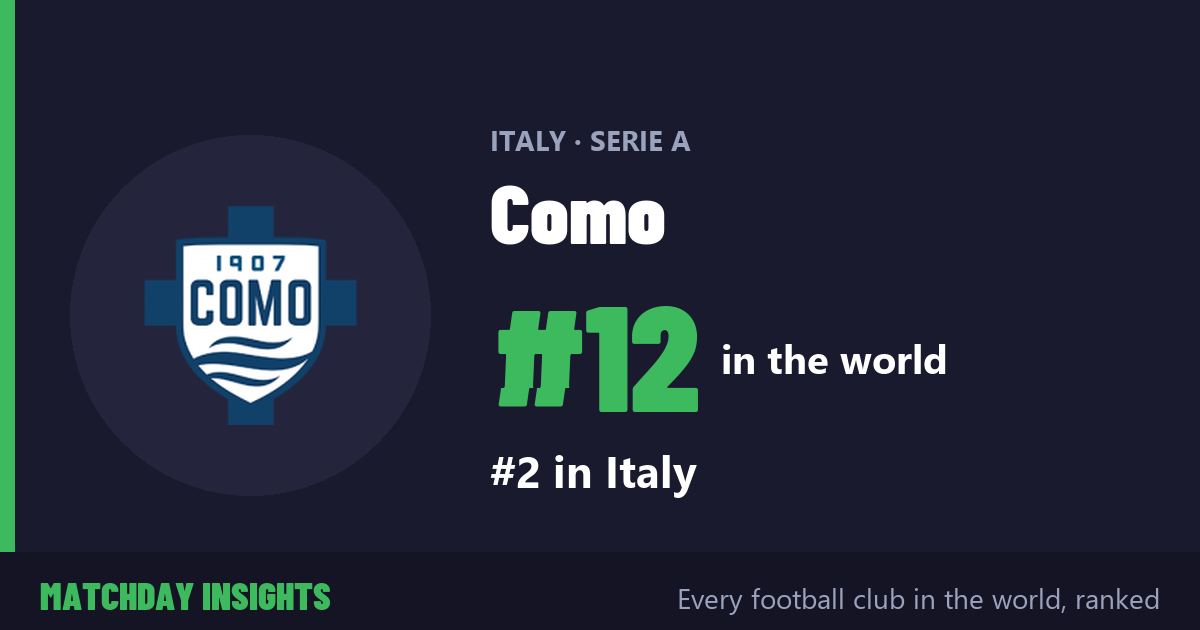 ITALY · SERIE A
Como
1907
COMO
#12 in the world
#2 in Italy
MATCHDAY INSIGHTS
Every football club in the world, ranked